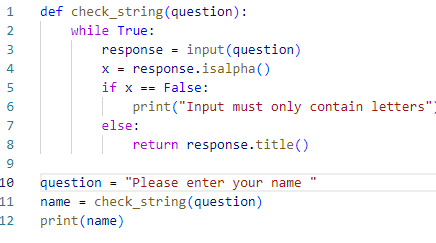 1 def check_string(question):
2     while True:
3         response = input(question)
4         x = response.isalpha()
5         if x == False:
6             print("Input must only contain letters")
7         else:
8             return response.title()
9
10 question = "Please enter your name "
11 name = check_string(question)
12 print(name)